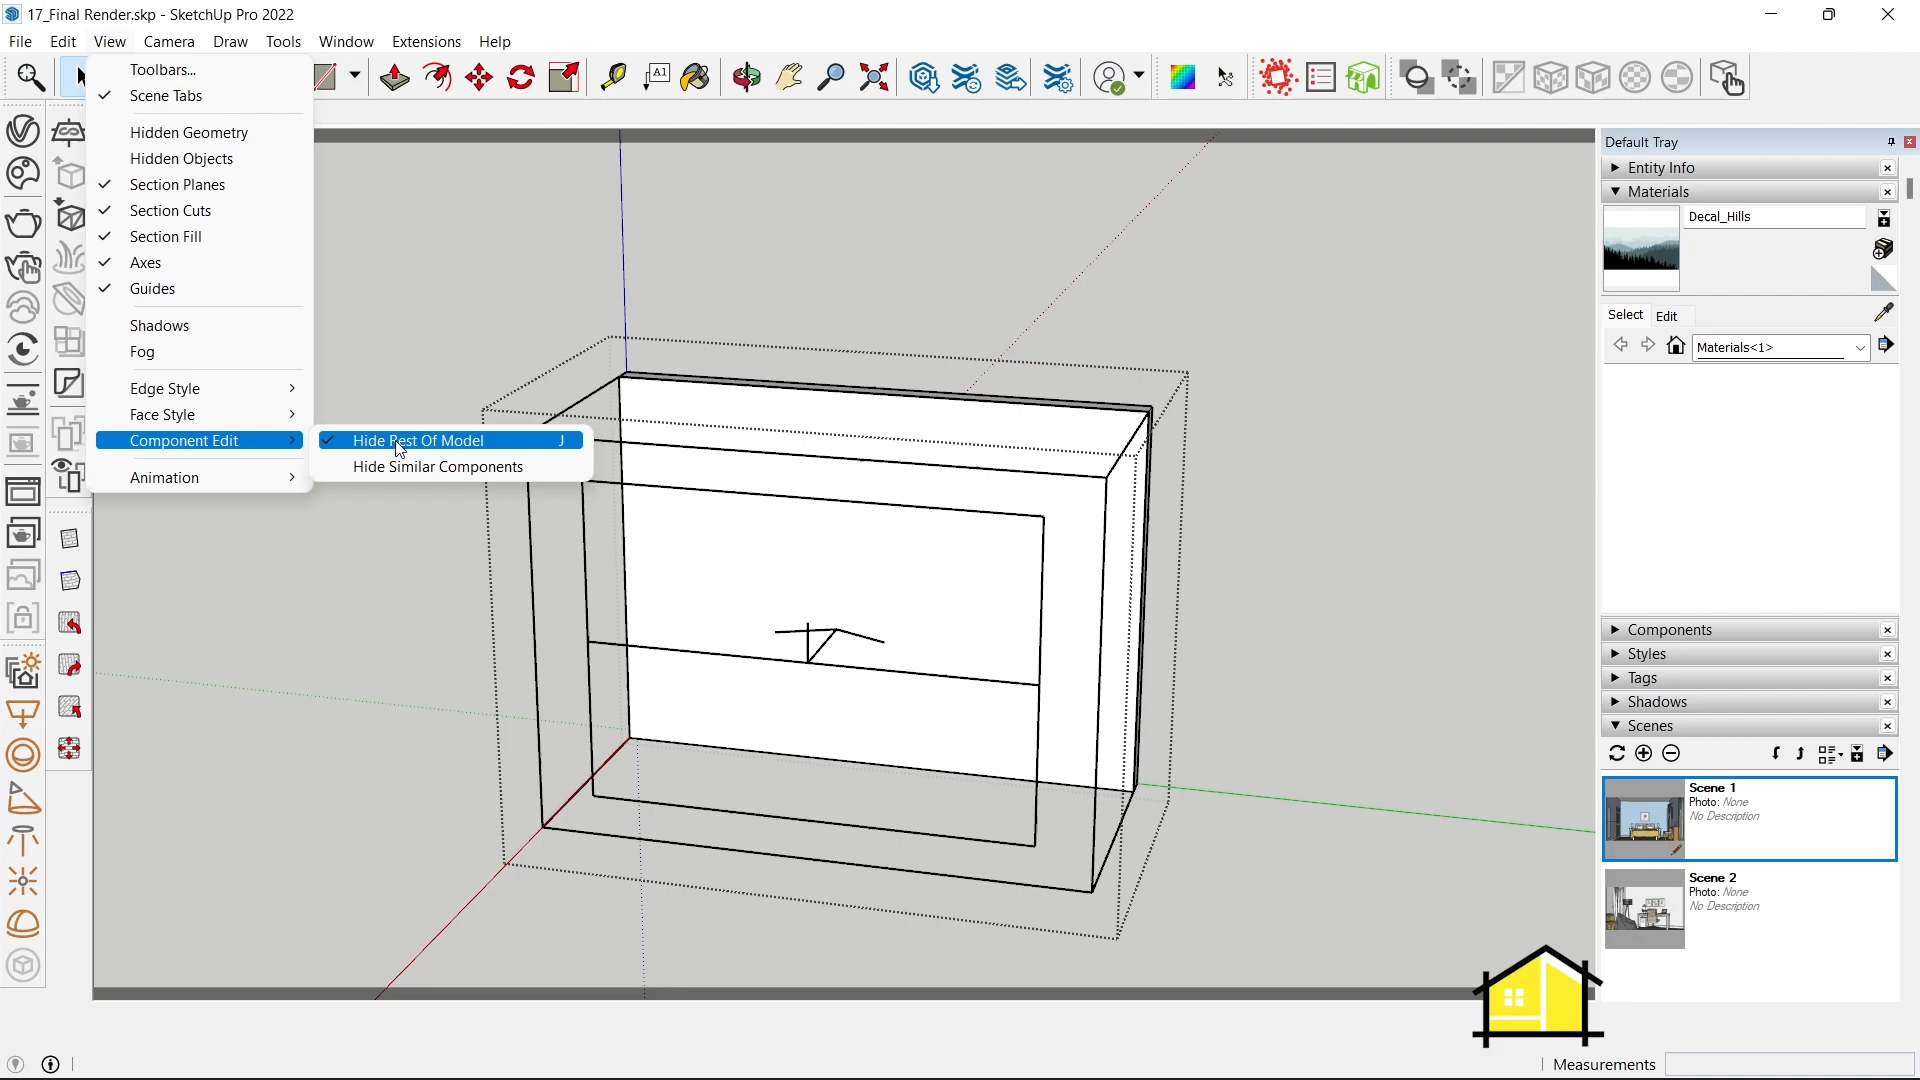 17_Final Render.skp - SketchUp Pro 2022
File Edit View Camera Draw Tools Window Extensions Help
A1
Toolbars...
Scene Tabs
Hidden Geometry
Hidden Objects
Section Planes
Section Cuts
Section Fill
Axes
Guides
Shadows
Fog
Edge Style
Face Style
Component Edit
Animation
Hide Rest Of Model J
Hide Similar Components
Default Tray
Entity Info
Materials
Decal_Hills
Select Edit
Materials<1>
Components
Styles
Tags
Shadows
Scenes
Scene 1
Photo: None
No Description
Scene 2
Photo: None
No Description
Measurements